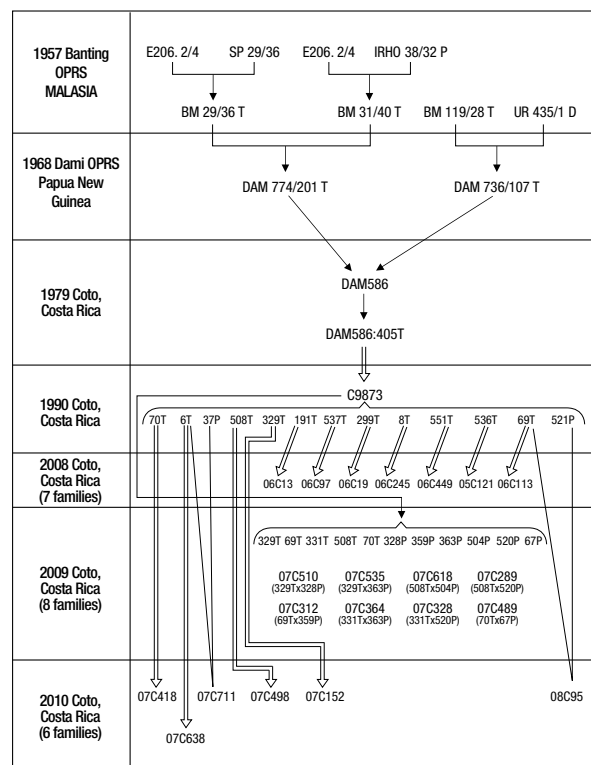 1957 Banting
OPRS
MALASIA
E206. 2/4 SP 29/36 E206. 2/4 IRHO 38/32 P
BM 29/36 T BM 31/40 T BM 119/28 T UR 435/1 D
1968 Dami OPRS
Papua New
Guinea
DAM 774/201 T DAM 736/107 T
1979 Coto,
Costa Rica
DAM586
DAM586:405T
1990 Coto,
Costa Rica
C9873
70T 6T 37P 508T 329T 191T 537T 299T 8T 551T 536T 69T 521P
2008 Coto,
Costa Rica
(7 families)
06C13 06C97 06C19 06C245 06C449 05C121 06C113
2009 Coto,
Costa Rica
(8 families)
329T 69T 331T 508T 70T 328P 359P 363P 504P 520P 67P
07C510 07C535 07C618 07C289
(329Tx328P) (329Tx363P) (508Tx504P) (508Tx520P)
07C312 07C364 07C328 07C489
(69Tx359P) (331Tx363P) (331Tx520P) (70Tx67P)
2010 Coto,
Costa Rica
(6 families)
07C418 07C711 07C498 07C152 08C95
07C638